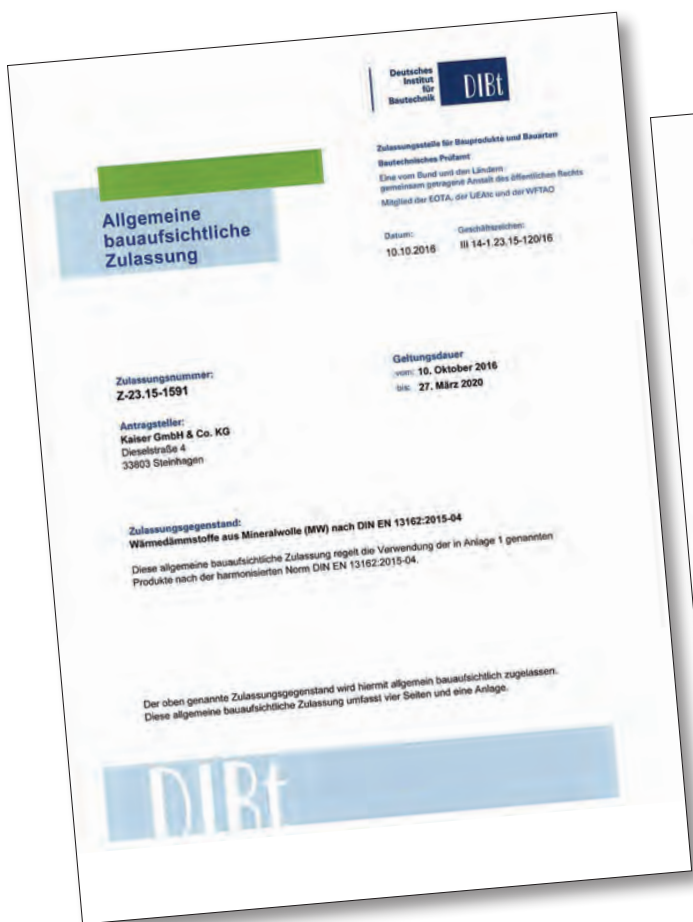 Deutsches
Institut
für
Bautechnik
DIBt
Zulassungsstelle für Bauprodukte und Bauarten
Bautechnisches Prüfamt
Eine vom Bund und den Ländern
gemeinsam getragene Anstalt des öffentlichen Rechts
Mitglied der EOTA, der UEAtc und der WFTAO
Allgemeine
bauaufsichtliche
Zulassung
Datum: Geschäftszeichen:
10.10.2016 III 14-1.23.15-120/16
Zulassungsnummer:
Z-23.15-1591
Geltungsdauer
vom: 10. Oktober 2016
bis: 27. März 2020
Antragsteller:
Kaiser GmbH & Co. KG
Dieselstraße 4
33803 Steinhagen
Zulassungsgegenstand:
Wärmedämmstoffe aus Mineralwolle (MW) nach DIN EN 13162:2015-04
Diese allgemeine bauaufsichtliche Zulassung regelt die Verwendung der in Anlage 1 genannten
Produkte nach der harmonisierten Norm DIN EN 13162:2015-04.
Der oben genannte Zulassungsgegenstand wird hiermit allgemein bauaufsichtlich zugelassen.
Diese allgemeine bauaufsichtliche Zulassung umfasst vier Seiten und eine Anlage.
DIBt